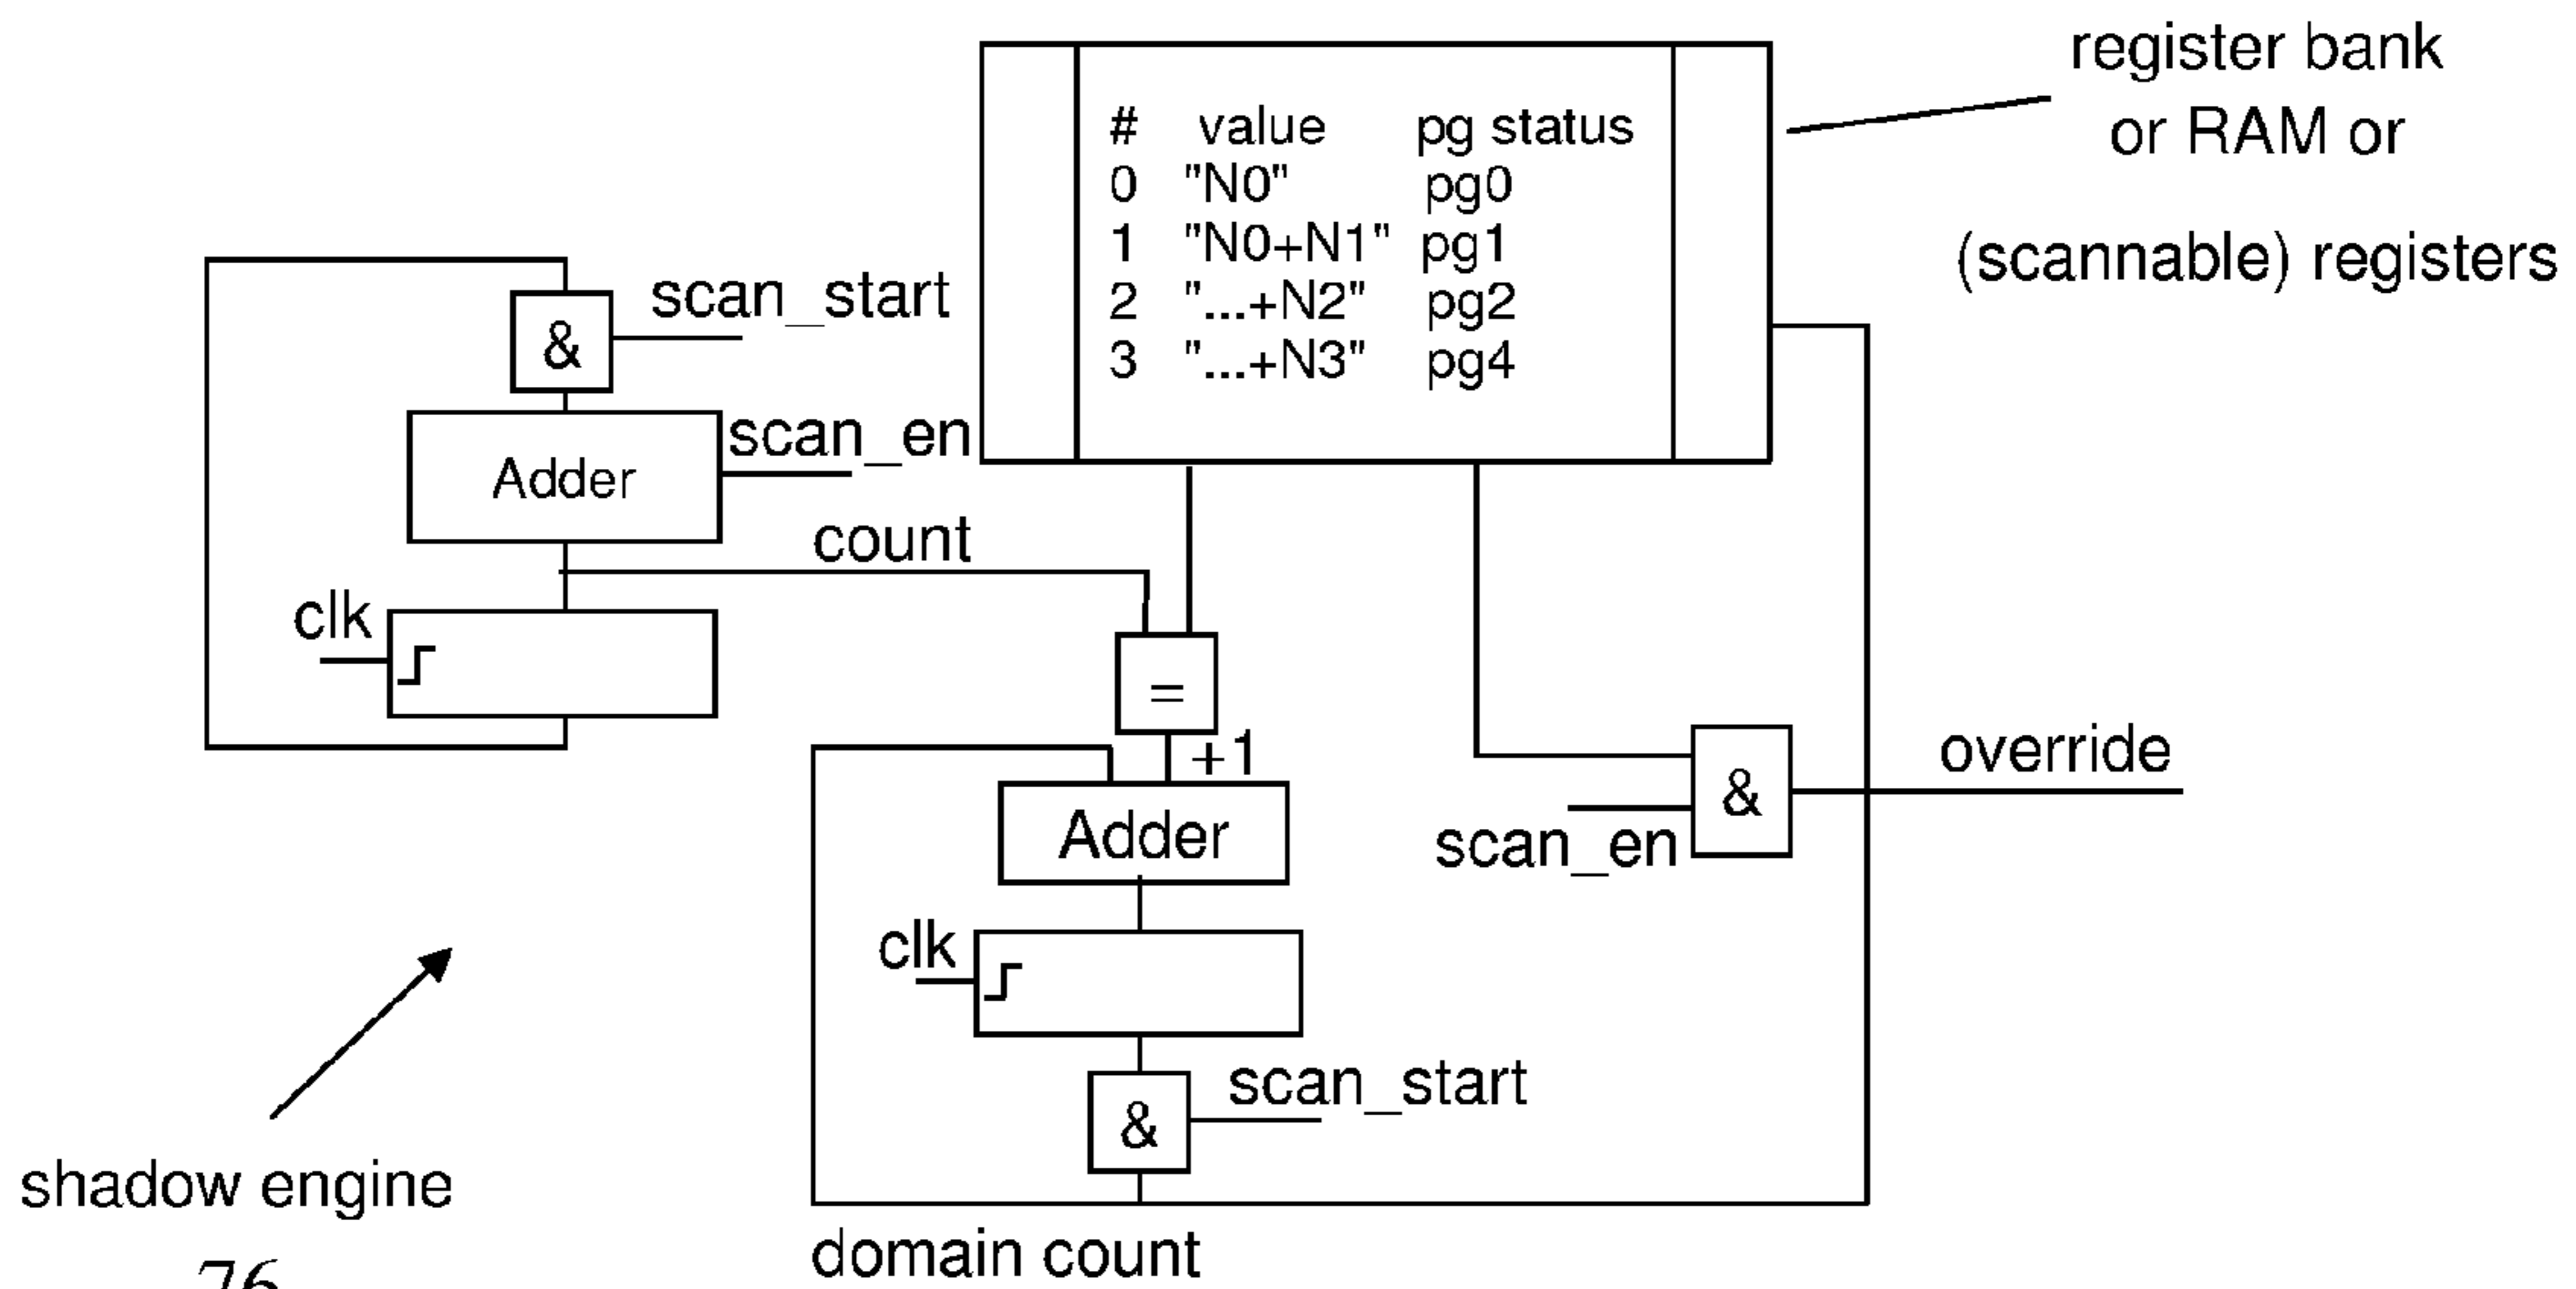 register bank
or RAM or
(scannable) registers
# value pg status
0 "N0" pg0
1 "N0+N1" pg1
2 "...+N2" pg2
3 "...+N3" pg4
scan_start
&
scan_en
Adder
count
clk
=
+1
Adder
override
&
scan_en
clk
scan_start
&
shadow engine
76
domain count